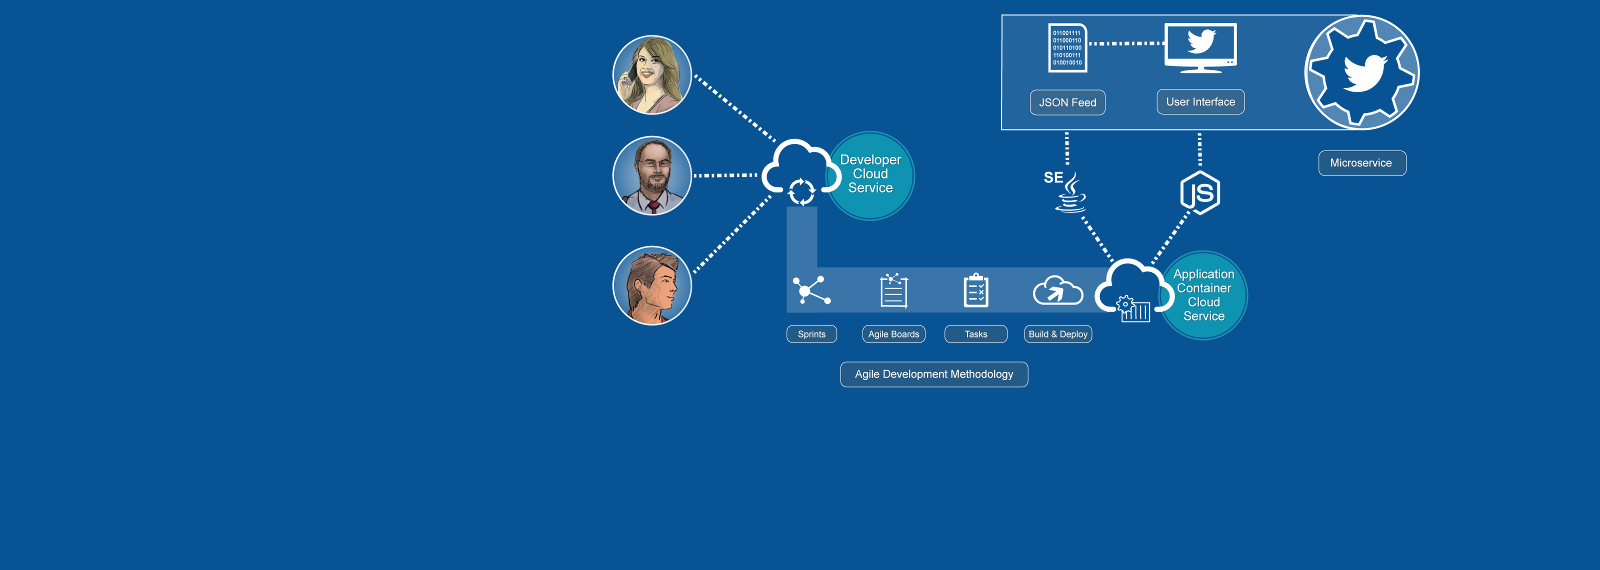 011001111
011000110
010110100
110100111
010010010
JSON Feed
User Interface
Microservice
Developer
Cloud
Service
SE
JS
Application
Container
Cloud
Service
Sprints
Agile Boards
Tasks
Build & Deploy
Agile Development Methodology